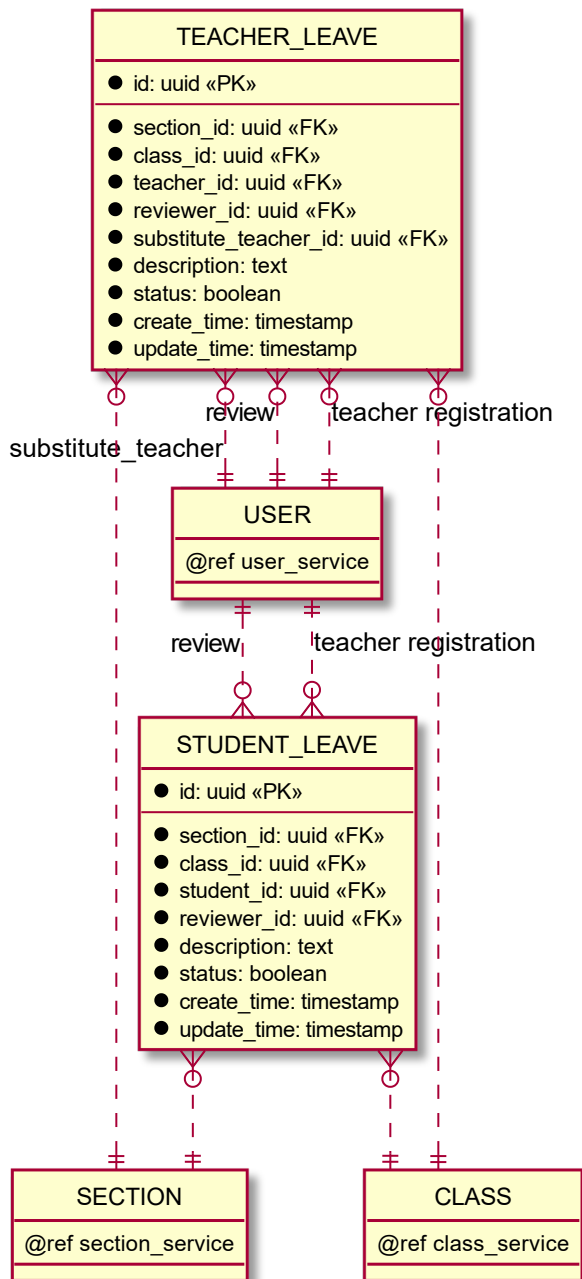 TEACHER_LEAVE
id: uuid «PK»
section_id: uuid «FK»
class_id: uuid «FK»
teacher_id: uuid «FK»
reviewer_id: uuid «FK»
substitute_teacher_id: uuid «FK»
description: text
status: boolean
create_time: timestamp
update_time: timestamp
review
teacher registration
substitute_teacher
USER
@ref user_service
review
teacher registration
STUDENT_LEAVE
id: uuid «PK»
section_id: uuid «FK»
class_id: uuid «FK»
student_id: uuid «FK»
reviewer_id: uuid «FK»
description: text
status: boolean
create_time: timestamp
update_time: timestamp
SECTION
@ref section_service
CLASS
@ref class_service